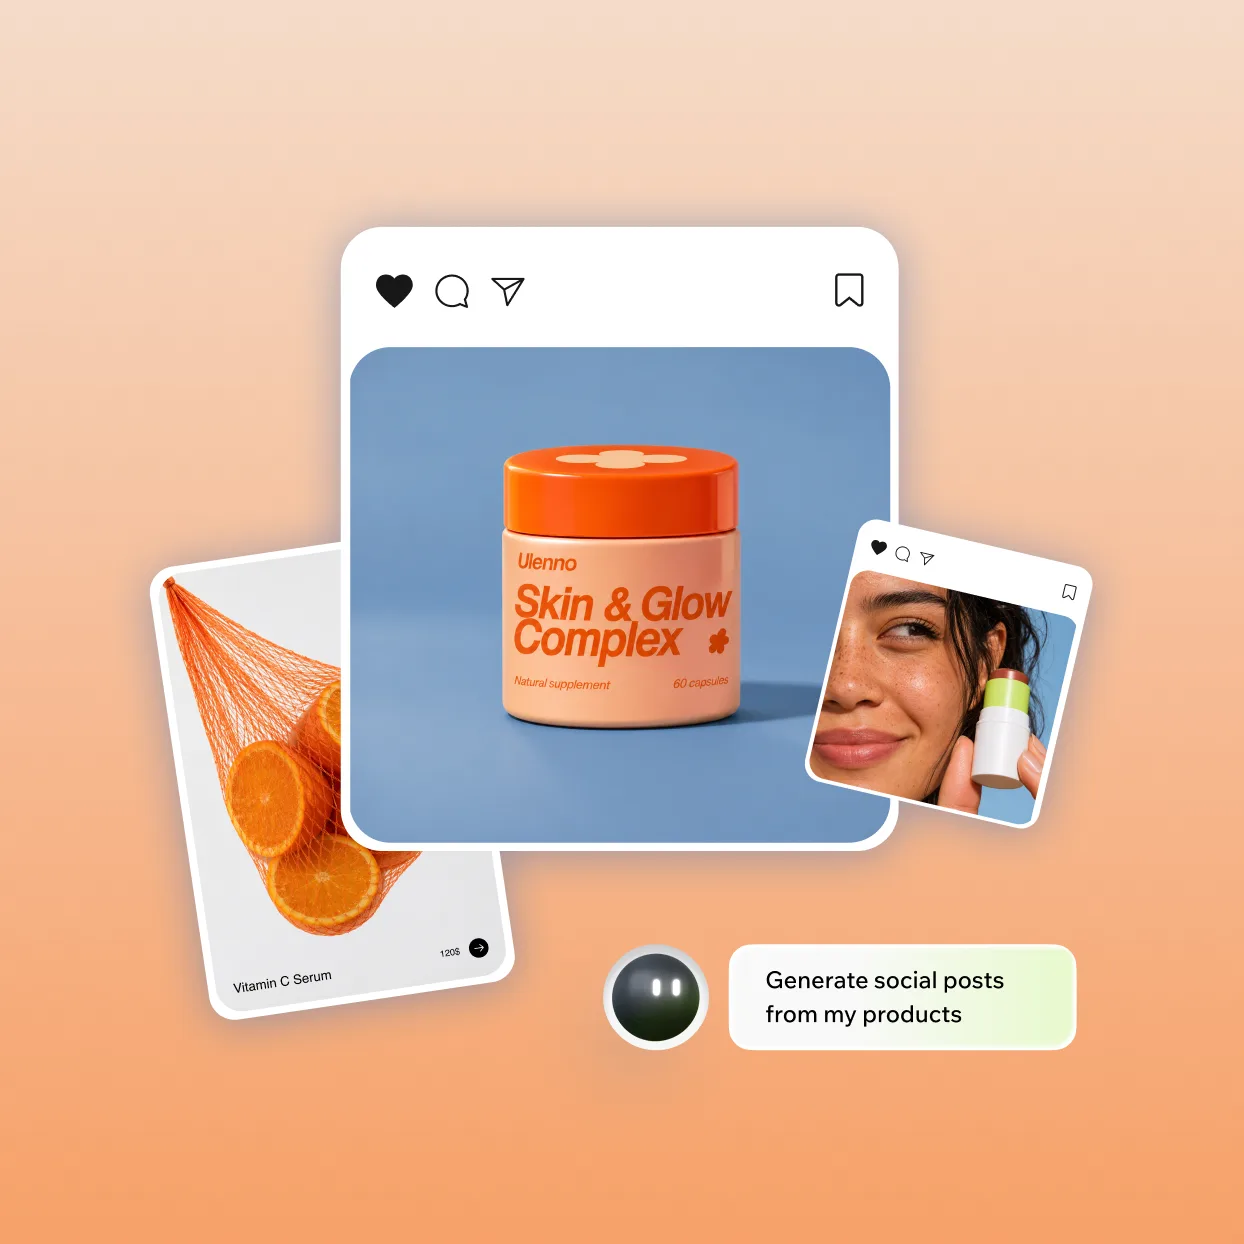 Ulenno
Skin & Glow
Complex
Natural supplement
60 capsules
120$
Vitamin C Serum
Generate social posts
from my products